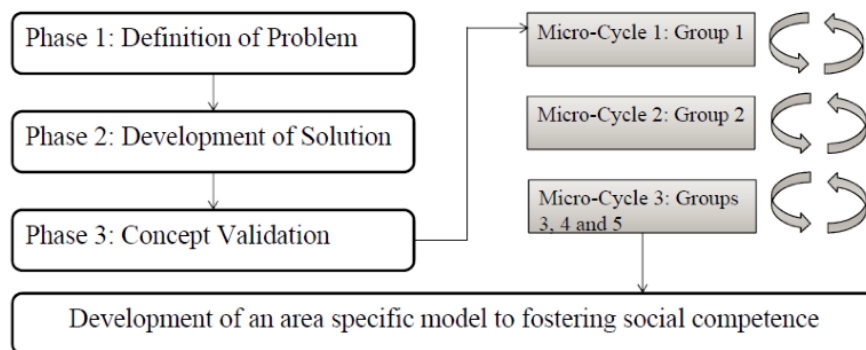 Phase 1: Definition of Problem
Phase 2: Development of Solution
Phase 3: Concept Validation
Micro-Cycle 1: Group 1
Micro-Cycle 2: Group 2
Micro-Cycle 3: Groups
3, 4 and 5
Development of an area specific model to fostering social competence